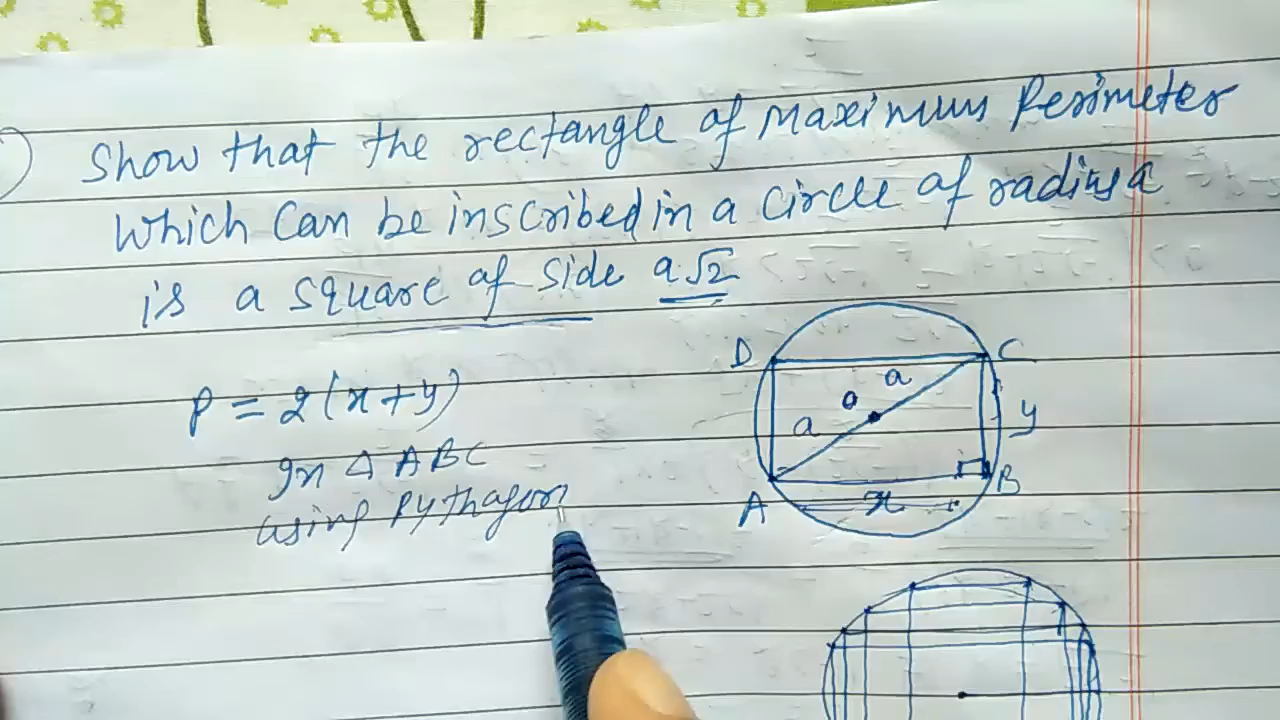 Show that the rectangle of Maximum Perimeter
which can be inscribed in a circle of radius a
is a square of side a√2
P = 2(x+y)
In Δ ABC
using Pythagor
D
C
a
o
a
y
A
x
B